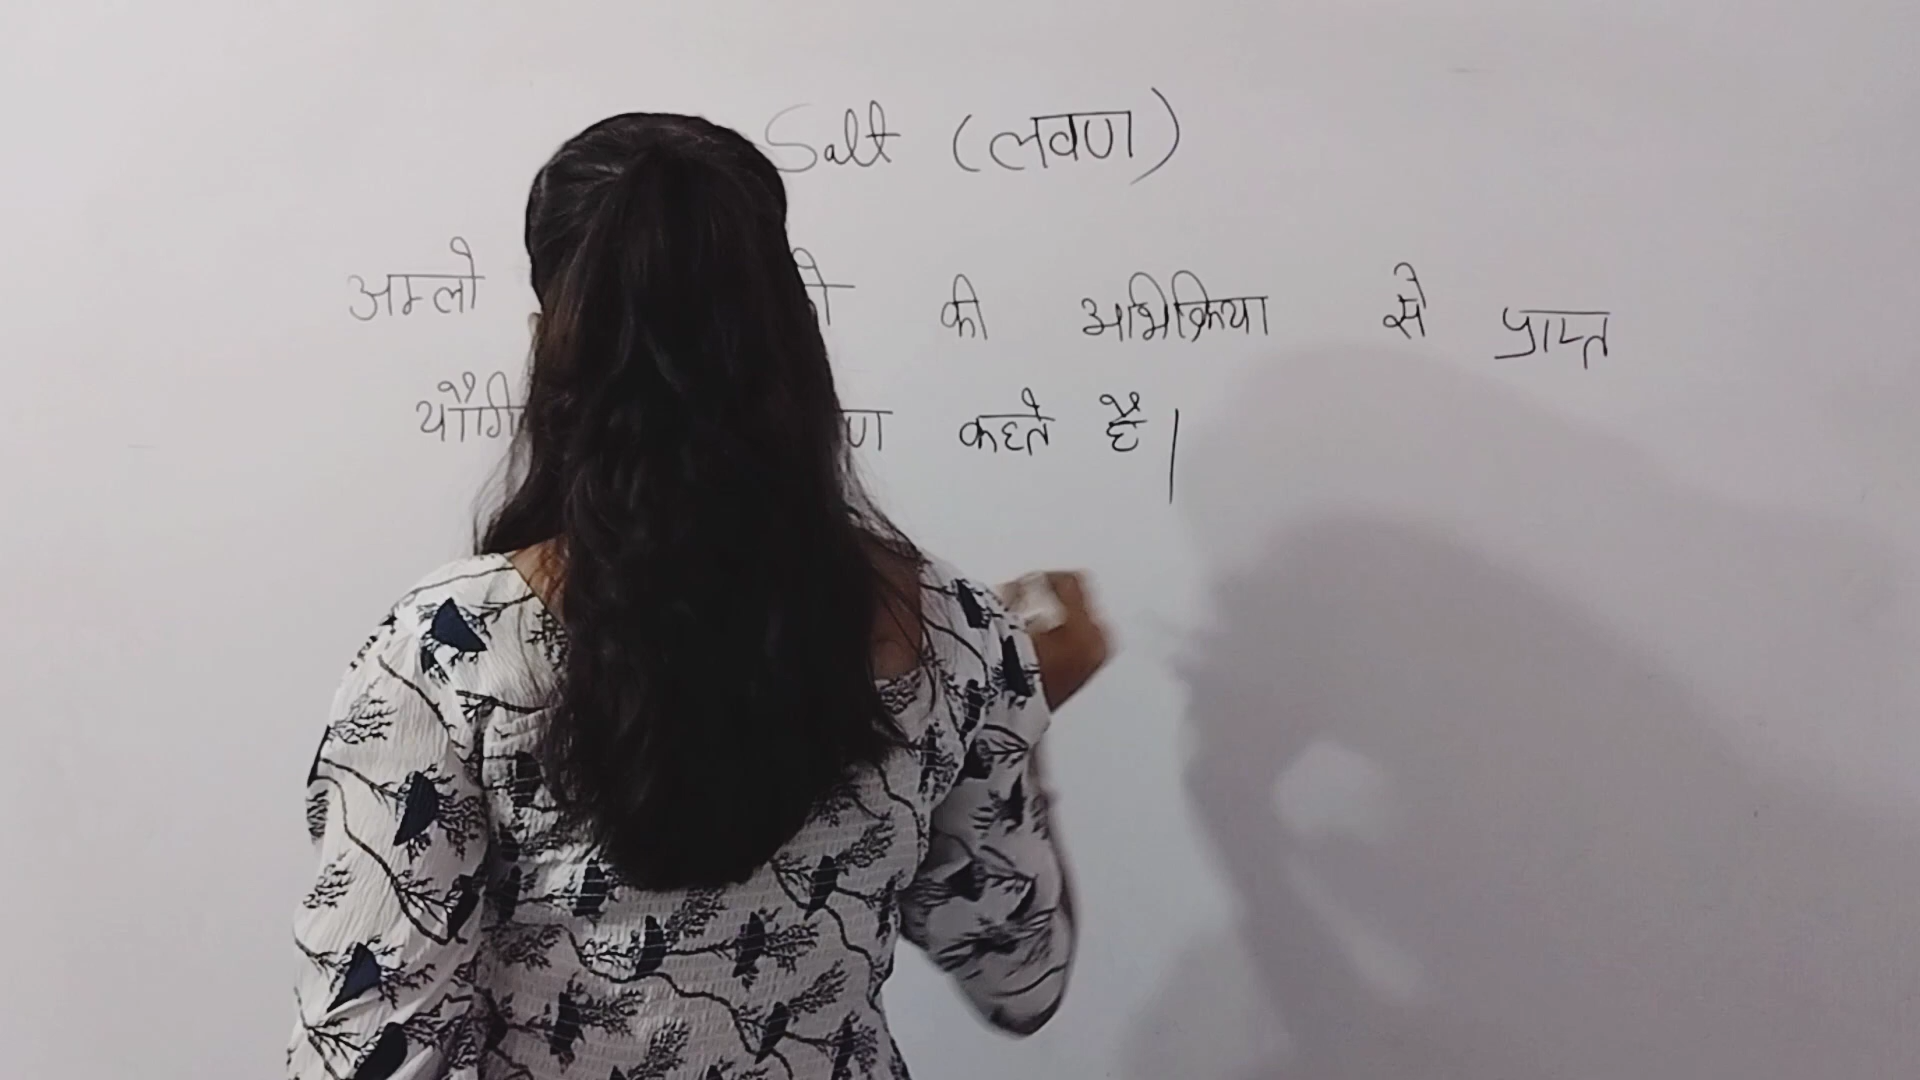 Salt (लवण)
अम्लो की अभिक्रिया से प्राप्त
कहते है।